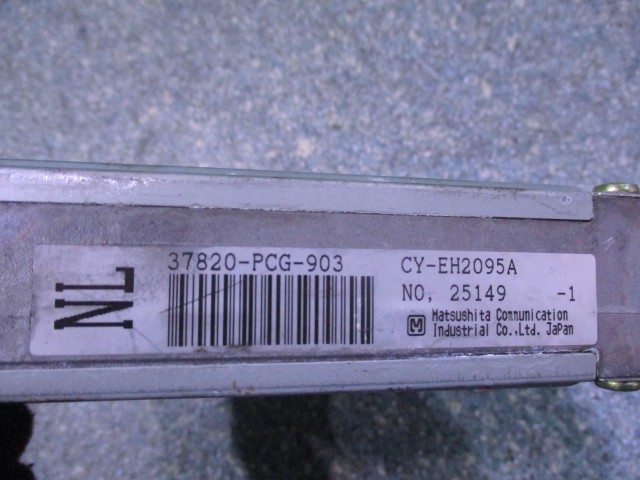 NL
37820-PCG-903
CY-EH2095A
NO, 25149 -1
M Matsushita Communication
Industrial Co.,Ltd. Japan